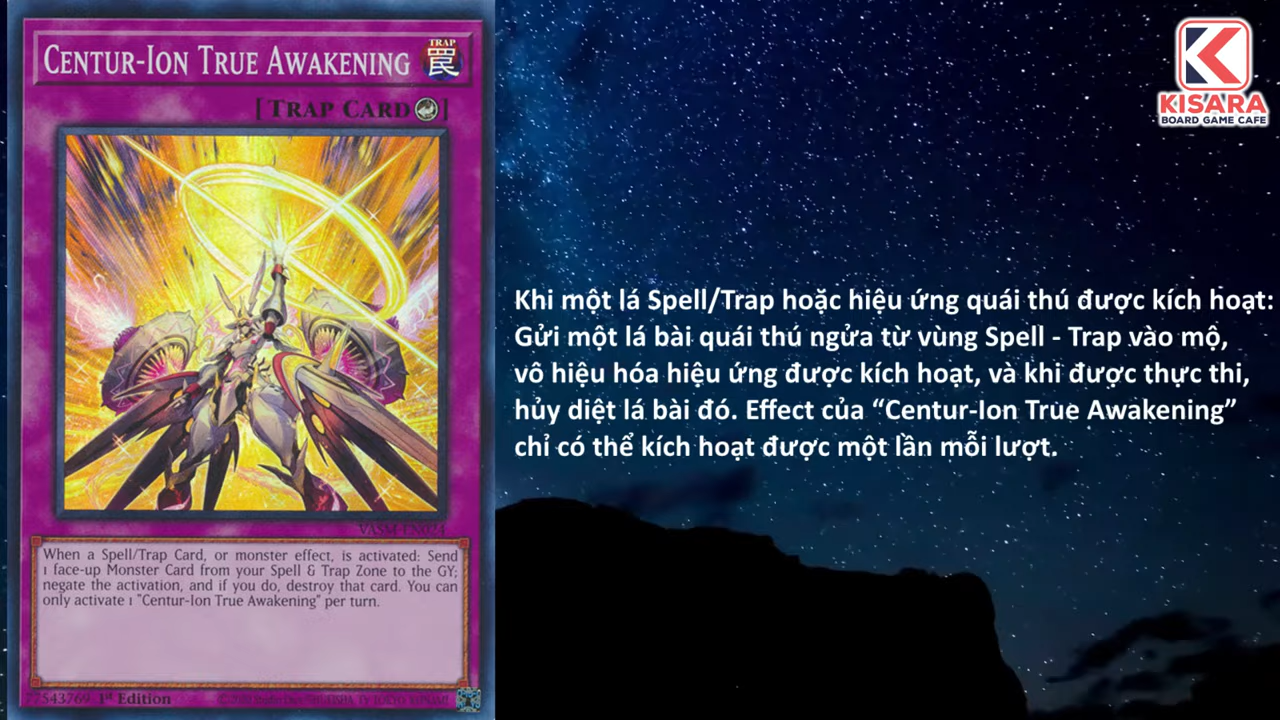 CENTUR-ION TRUE AWAKENING
TRAP
罠
[TRAP CARD]
VASM-EN024
When a Spell/Trap Card, or monster effect, is activated: Send
1 face-up Monster Card from your Spell & Trap Zone to the GY;
negate the activation, and if you do, destroy that card. You can
only activate 1 "Centur-Ion True Awakening" per turn.
77543769 1st Edition
KISARA
BOARD GAME CAFE
Khi một lá Spell/Trap hoặc hiệu ứng quái thú được kích hoạt:
Gửi một lá bài quái thú ngửa từ vùng Spell - Trap vào mộ,
vô hiệu hóa hiệu ứng được kích hoạt, và khi được thực thi,
hủy diệt lá bài đó. Effect của “Centur-Ion True Awakening”
chỉ có thể kích hoạt được một lần mỗi lượt.